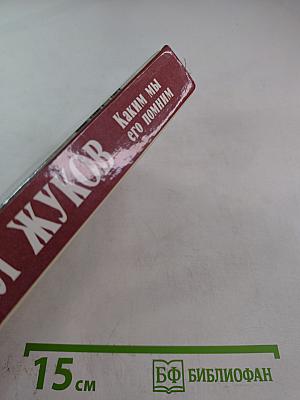 Л ЖУКОВ
Каким мы
его помним
15 см
БФ БИБЛИОФАН